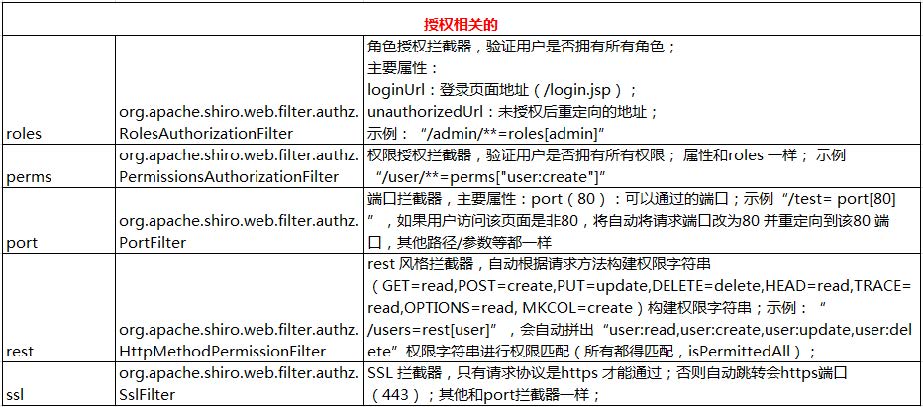 授权相关的
roles
org.apache.shiro.web.filter.authz.
RolesAuthorizationFilter
角色授权拦截器，验证用户是否拥有所有角色；
主要属性：
loginUrl：登录页面地址（/login.jsp）；
unauthorizedUrl：未授权后重定向的地址；
示例：“/admin/**=roles[admin]”
perms
org.apache.shiro.web.filter.authz.
PermissionsAuthorizationFilter
权限授权拦截器，验证用户是否拥有所有权限； 属性和roles 一样； 示例
“/user/**=perms["user:create"]”
port
org.apache.shiro.web.filter.authz.
PortFilter
端口拦截器，主要属性：port（80）：可以通过的端口；示例“/test= port[80]
”，如果用户访问该页面是非80，将自动将请求端口改为80 并重定向到该80 端
口，其他路径/参数等都一样
rest
org.apache.shiro.web.filter.authz.
HttpMethodPermissionFilter
rest 风格拦截器，自动根据请求方法构建权限字符串
（GET=read,POST=create,PUT=update,DELETE=delete,HEAD=read,TRACE=
read,OPTIONS=read, MKCOL=create）构建权限字符串；示例：“
/users=rest[user]”，会自动拼出“user:read,user:create,user:update,user:del
ete”权限字符串进行权限匹配（所有都得匹配，isPermittedAll）；
ssl
org.apache.shiro.web.filter.authz.
SslFilter
SSL 拦截器，只有请求协议是https 才能通过；否则自动跳转会https端口
（443）；其他和port拦截器一样；